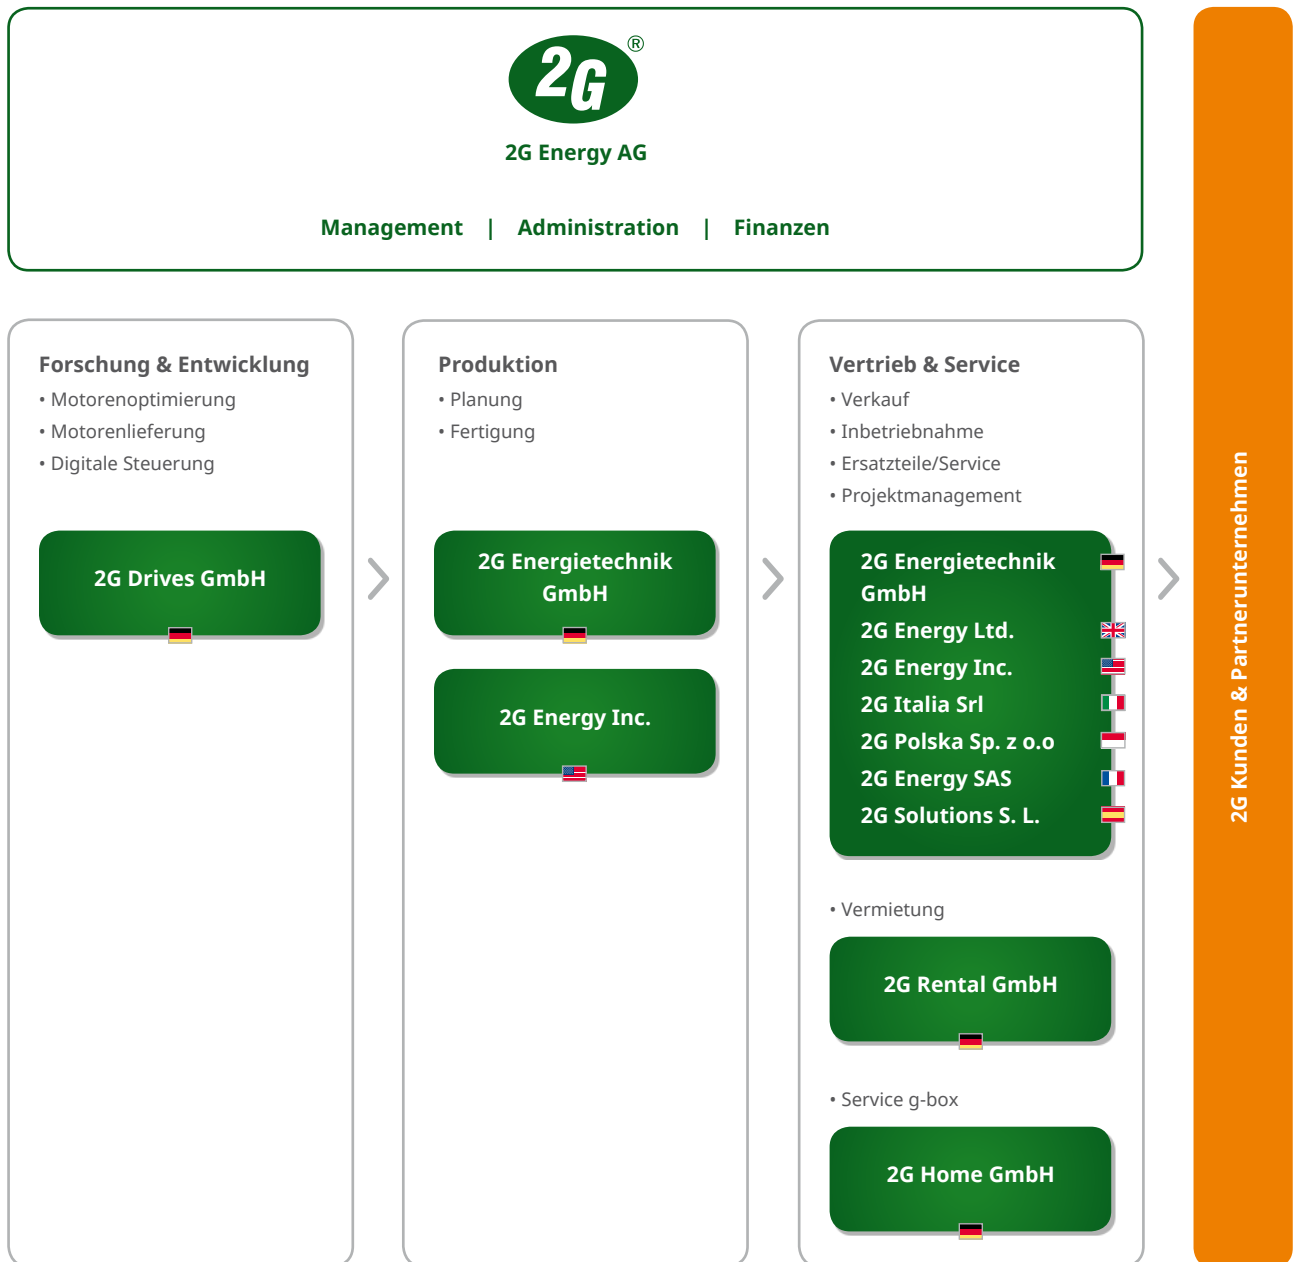 2G®
2G Energy AG
Management | Administration | Finanzen
Forschung & Entwicklung
• Motorenoptimierung
• Motorenlieferung
• Digitale Steuerung
2G Drives GmbH
Produktion
• Planung
• Fertigung
2G Energietechnik
GmbH
2G Energy Inc.
Vertrieb & Service
• Verkauf
• Inbetriebnahme
• Ersatzteile/Service
• Projektmanagement
2G Energietechnik
GmbH
2G Energy Ltd.
2G Energy Inc.
2G Italia Srl
2G Polska Sp. z o.o
2G Energy SAS
2G Solutions S. L.
• Vermietung
2G Rental GmbH
• Service g-box
2G Home GmbH
2G Kunden & Partnerunternehmen